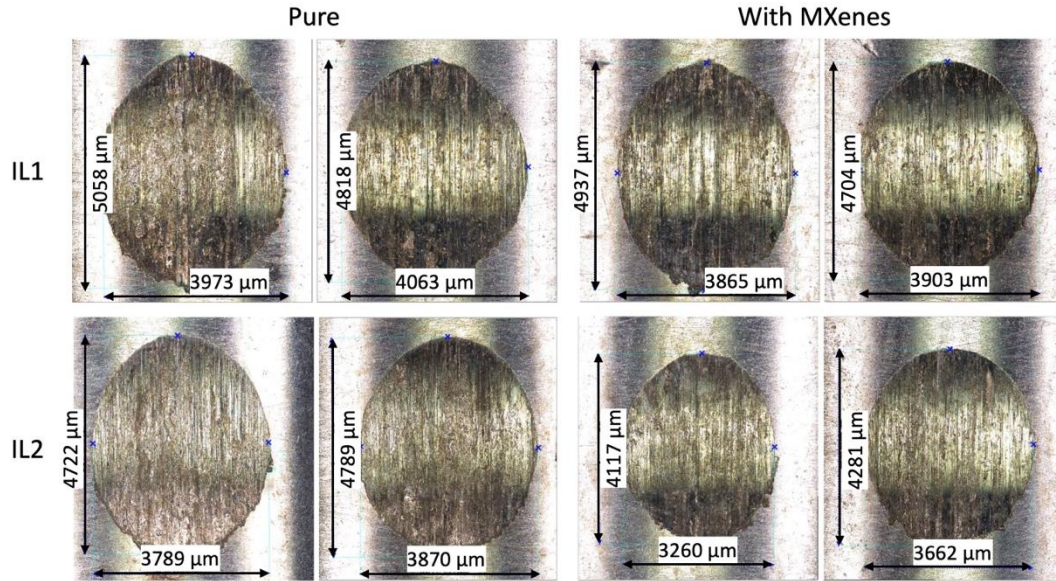 Pure
With MXenes
IL1
5058 µm
3973 µm
4818 µm
4063 µm
4937 µm
3865 µm
4704 µm
3903 µm
IL2
4722 µm
3789 µm
4789 µm
3870 µm
4117 µm
3260 µm
4281 µm
3662 µm